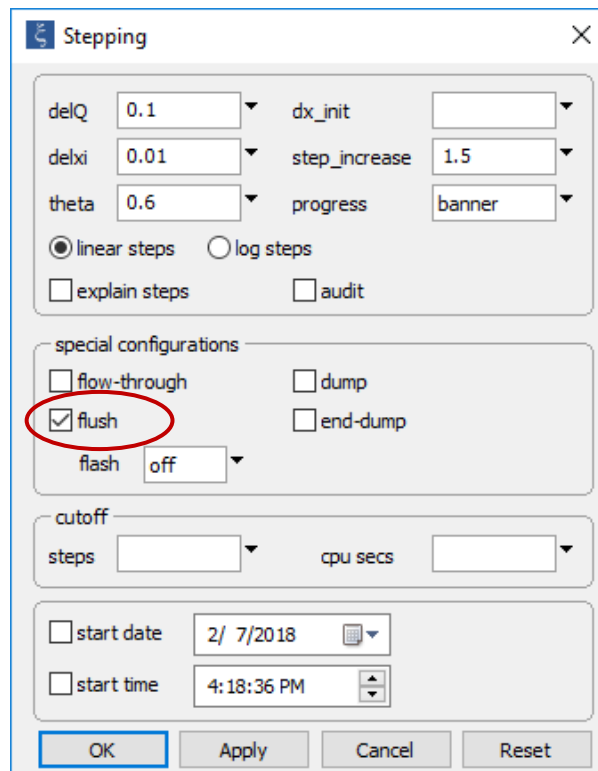 ξ Stepping
delQ 0.1 dx_init
delxi 0.01 step_increase 1.5
theta 0.6 progress banner
linear steps log steps
explain steps audit
special configurations
flow-through dump
flush end-dump
flash off
cutoff
steps cpu secs
start date 2/ 7/2018
start time 4:18:36 PM
OK Apply Cancel Reset